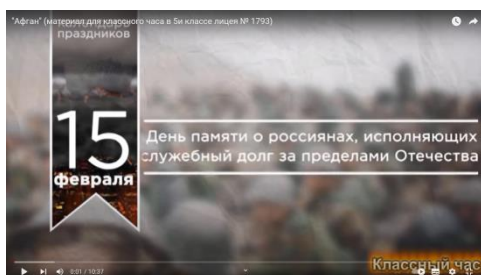 "Афган" (материал для классного часа в 5и классе лицея № 1793)
календарь
праздников
15
февраля
День памяти о россиянах, исполняющих
служебный долг за пределами Отечества
Классный час
0:01 / 10:37